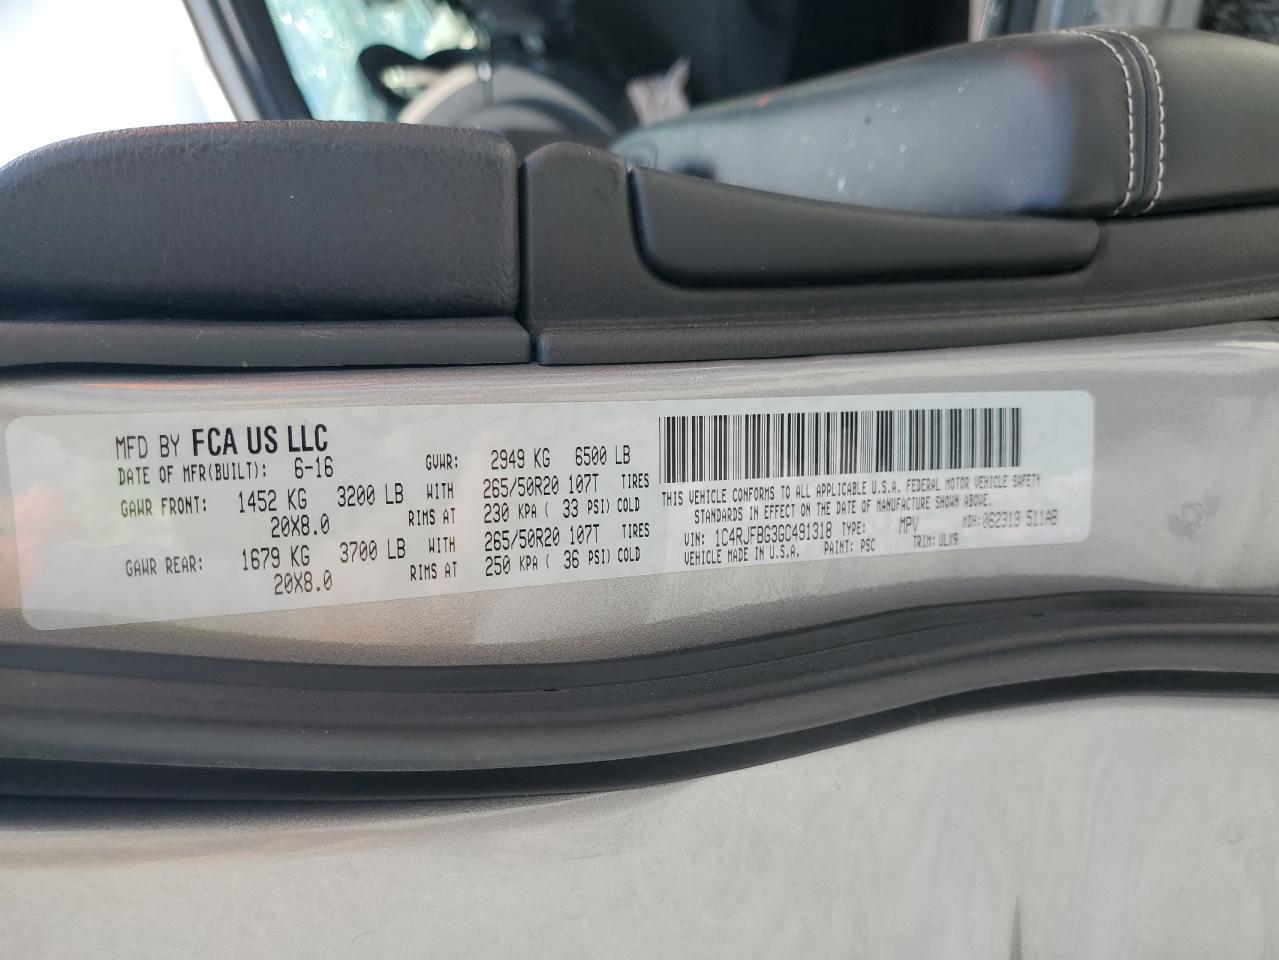 MFD BY FCA US LLC
DATE OF MFR(BUILT): 6-16 GVWR: 2949 KG 6500 LB
GAWR FRONT: 1452 KG 3200 LB WITH 265/50R20 107T TIRES
20X8.0 RIMS AT 230 KPA ( 33 PSI) COLD
GAWR REAR: 1679 KG 3700 LB WITH 265/50R20 107T TIRES
20X8.0 RIMS AT 250 KPA ( 36 PSI) COLD
THIS VEHICLE CONFORMS TO ALL APPLICABLE U.S.A. FEDERAL MOTOR VEHICLE SAFETY
STANDARDS IN EFFECT ON THE DATE OF MANUFACTURE SHOWN ABOVE.
VIN: 1C4RJFBG3GC491318 TYPE: MPV MDH: 062313 511AB
VEHICLE MADE IN U.S.A. PAINT: PSC TRIM: ULX9